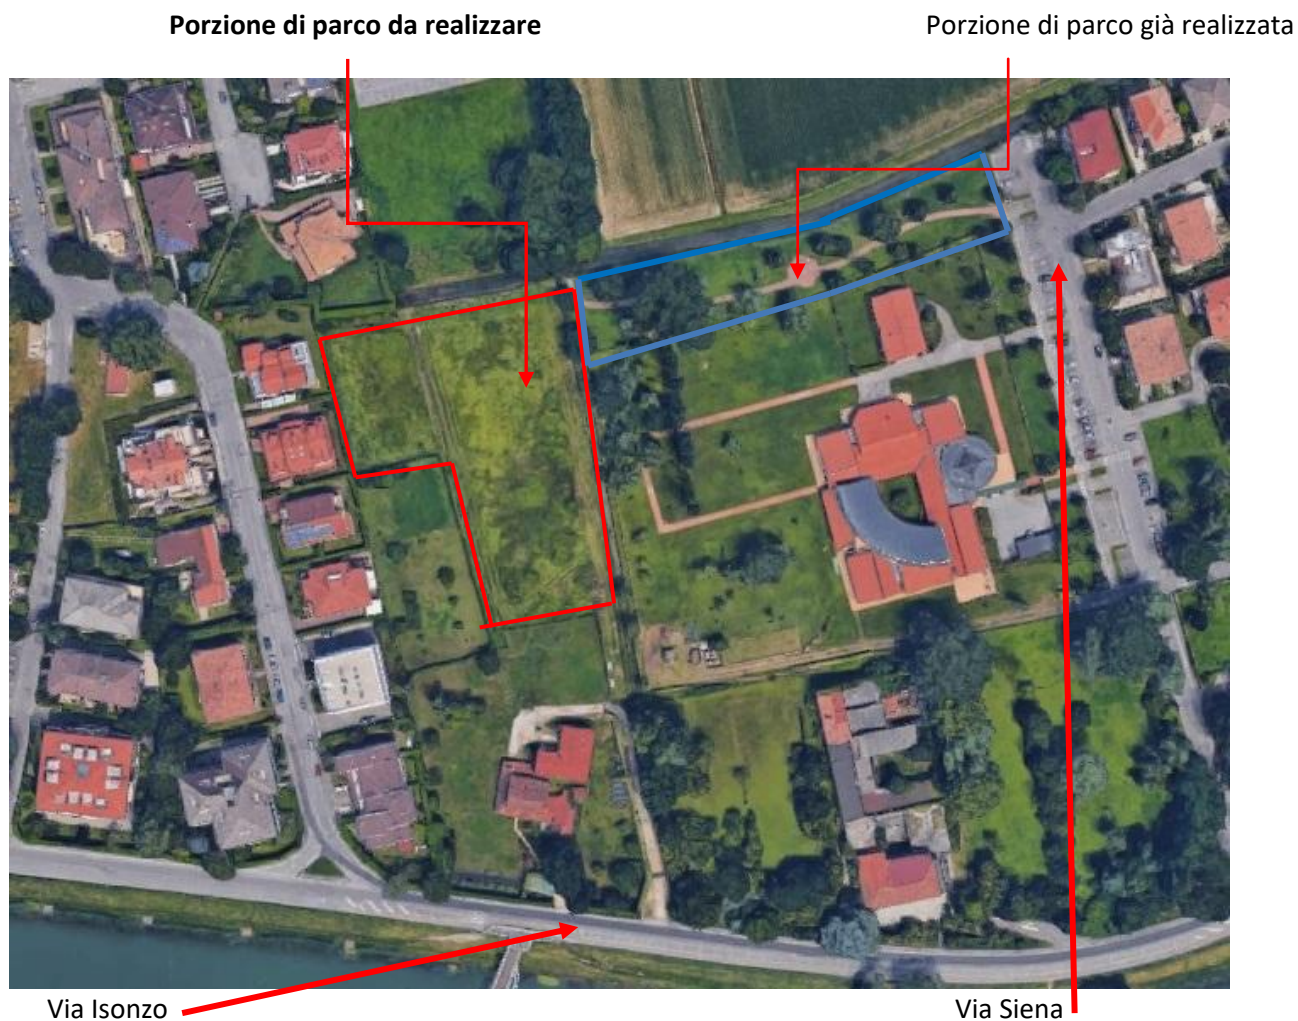 Porzione di parco da realizzare
Porzione di parco già realizzata
Via Isonzo
Via Siena